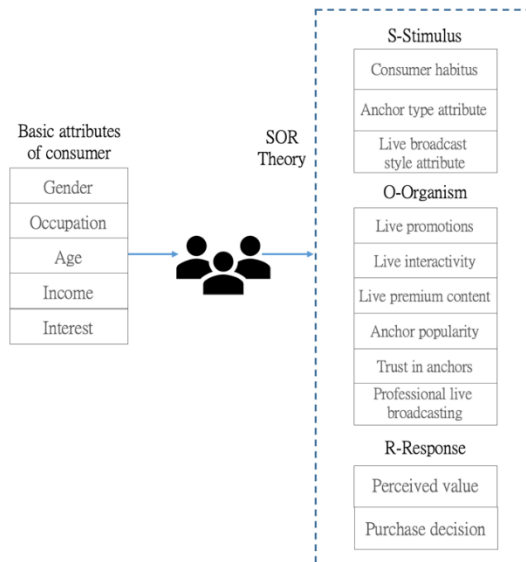 Basic attributes
of consumer
Gender
Occupation
Age
Income
Interest
SOR
Theory
S-Stimulus
Consumer habitus
Anchor type attribute
Live broadcast
style attribute
O-Organism
Live promotions
Live interactivity
Live premium content
Anchor popularity
Trust in anchors
Professional live
broadcasting
R-Response
Perceived value
Purchase decision